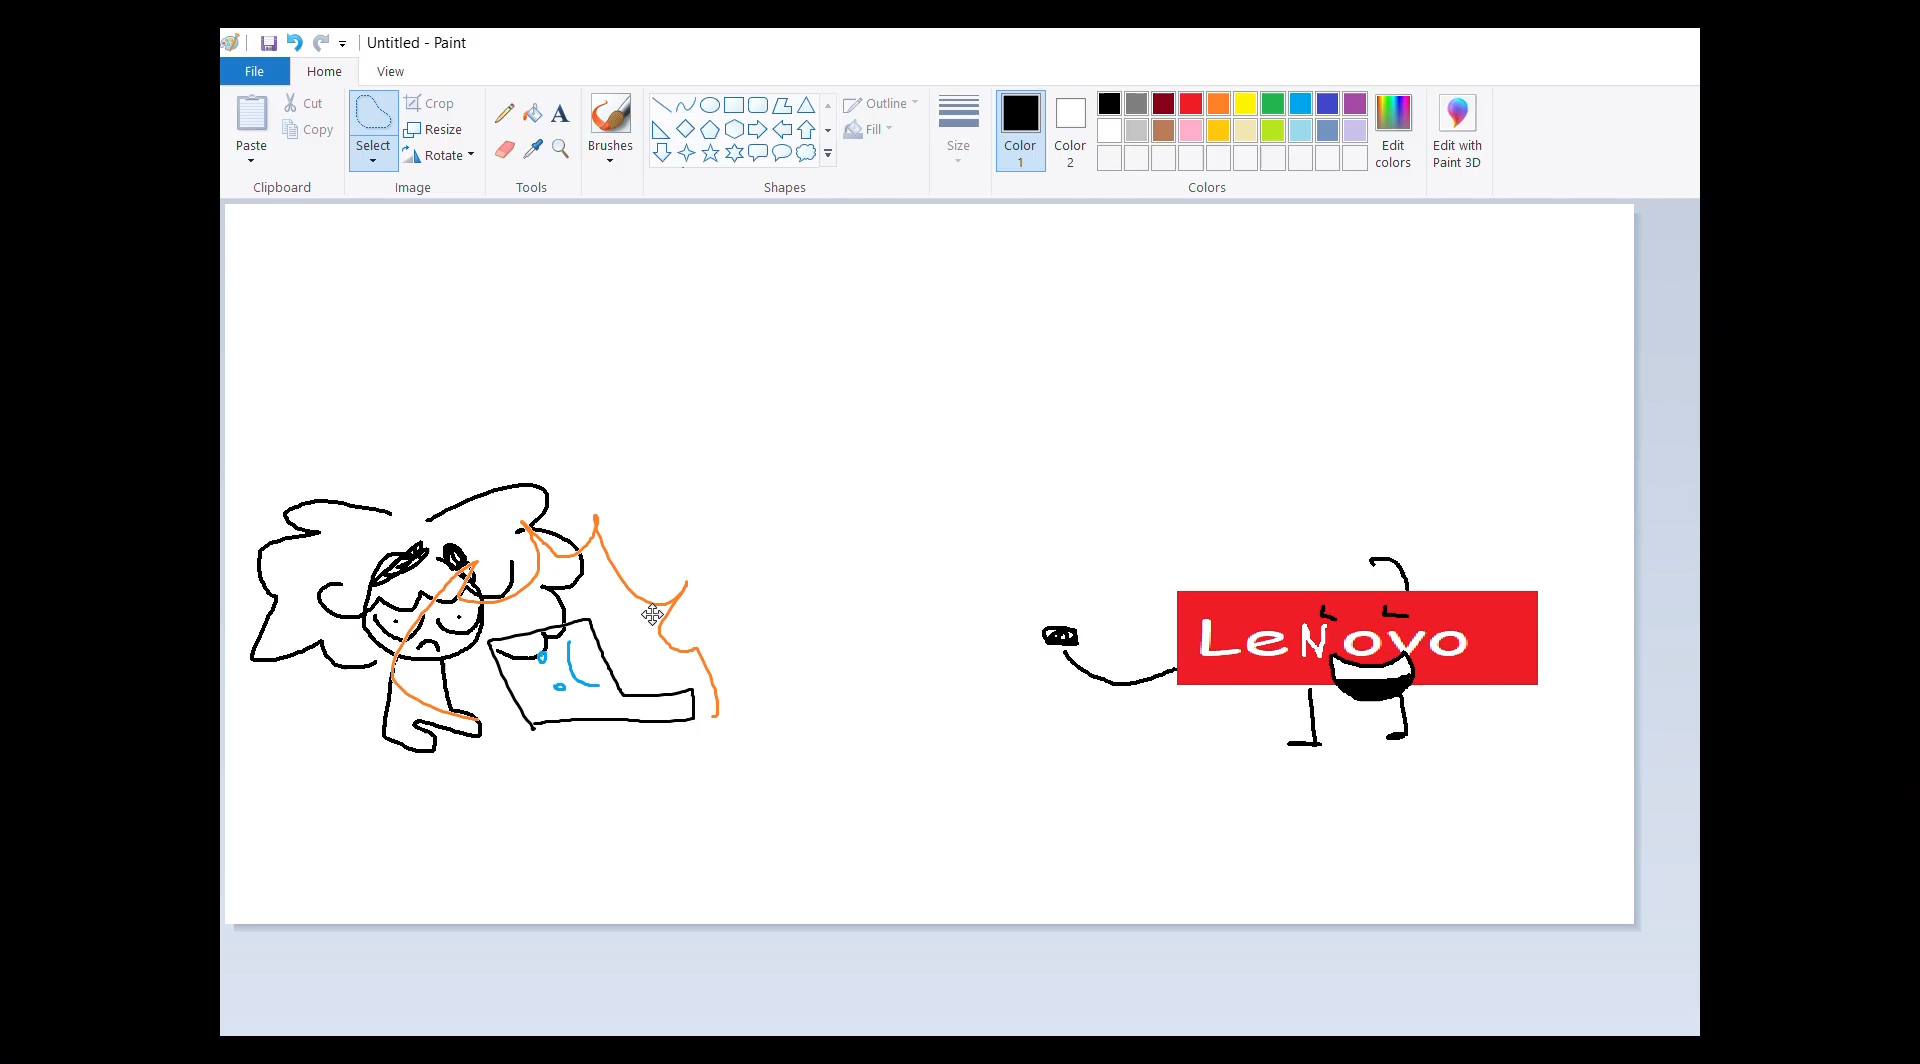 Untitled - Paint
File Home View
Paste
Cut
Copy
Clipboard
Select
Crop
Resize
Rotate
Image
Tools
Brushes
Shapes
Outline
Fill
Size
Color 1
Color 2
Edit colors
Colors
Edit with Paint 3D
LeNovo